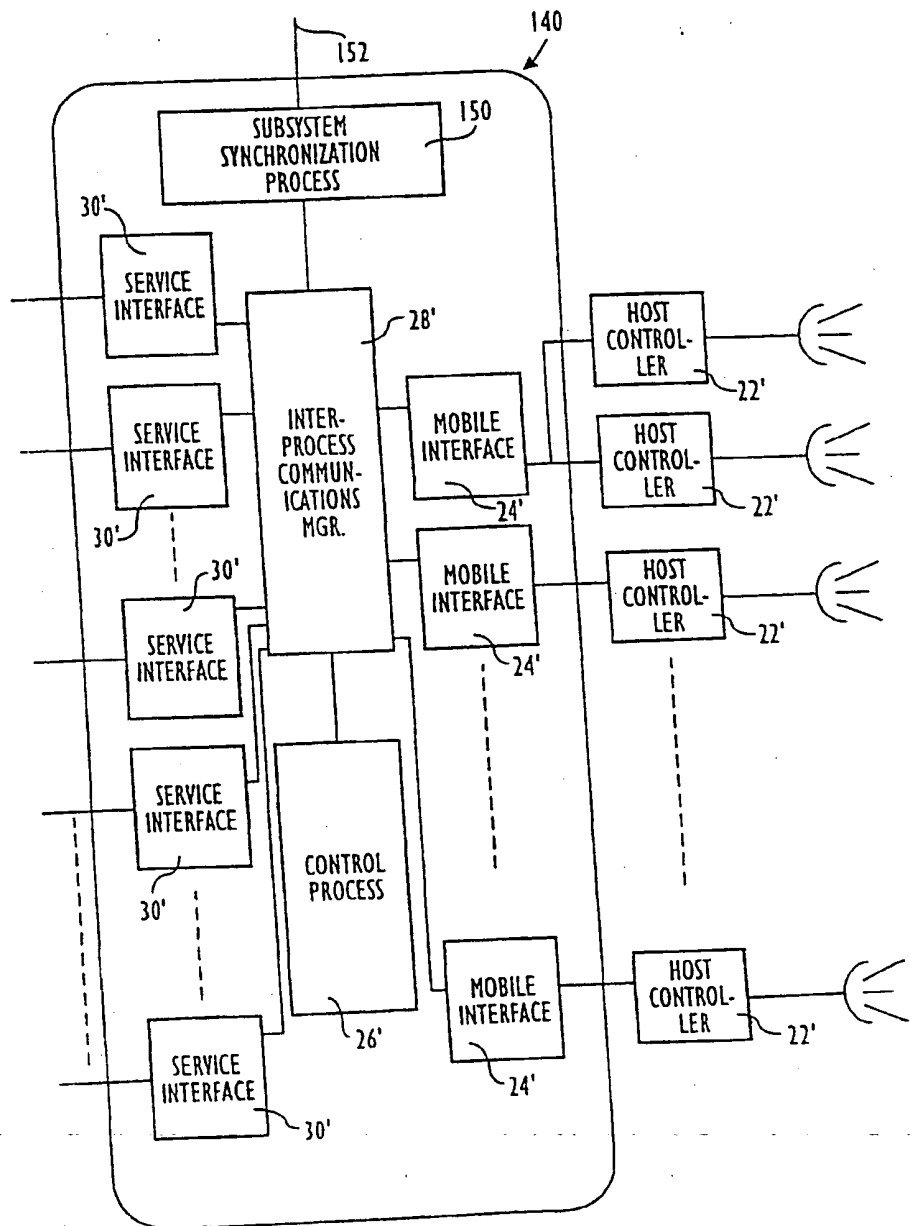 140
152
150
SUBSYSTEM
SYNCHRONIZATION
PROCESS
30'
SERVICE
INTERFACE
28'
HOST
CONTROL-
LER
22'
INTER-
PROCESS
COMMUN-
ICATIONS
MGR.
SERVICE
INTERFACE
30'
MOBILE
INTERFACE
24'
HOST
CONTROL-
LER
22'
30'
SERVICE
INTERFACE
MOBILE
INTERFACE
24'
HOST
CONTROL-
LER
22'
SERVICE
INTERFACE
30'
CONTROL
PROCESS
26'
MOBILE
INTERFACE
24'
HOST
CONTROL-
LER
22'
SERVICE
INTERFACE
30'